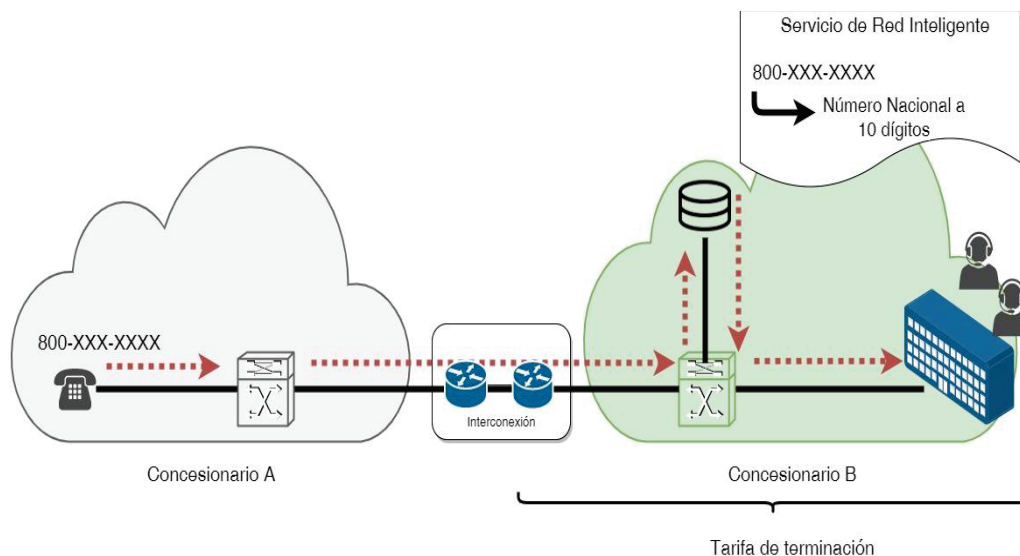 Servicio de Red Inteligente
800-XXX-XXXX
Número Nacional a
10 dígitos
800-XXX-XXXX
Interconexión
Concesionario A
Concesionario B
Tarifa de terminación